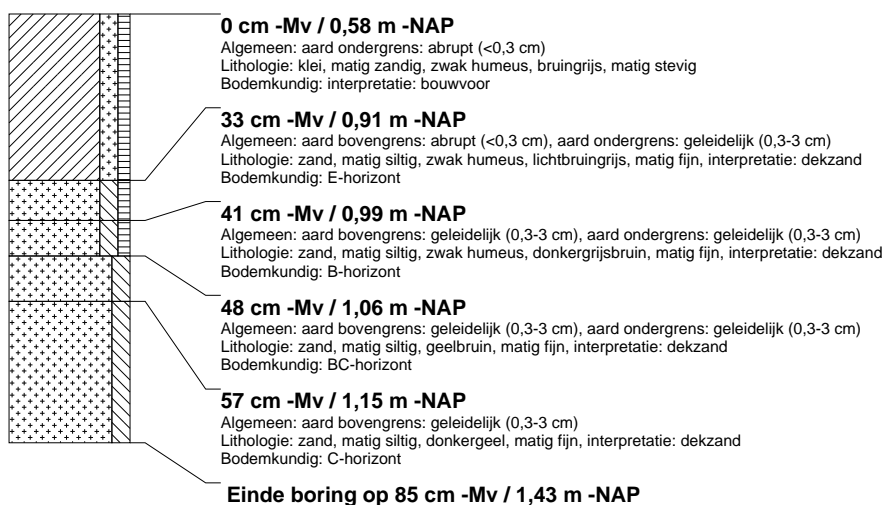 0 cm -Mv / 0,58 m -NAP
Algemeen: aard ondergrens: abrupt (<0,3 cm)
Lithologie: klei, matig zandig, zwak humeus, bruingrijs, matig stevig
Bodemkundig: interpretatie: bouwvoor
33 cm -Mv / 0,91 m -NAP
Algemeen: aard bovengrens: abrupt (<0,3 cm), aard ondergrens: geleidelijk (0,3-3 cm)
Lithologie: zand, matig siltig, zwak humeus, lichtbruingrijs, matig fijn, interpretatie: dekzand
Bodemkundig: E-horizont
41 cm -Mv / 0,99 m -NAP
Algemeen: aard bovengrens: geleidelijk (0,3-3 cm), aard ondergrens: geleidelijk (0,3-3 cm)
Lithologie: zand, matig siltig, zwak humeus, donkergrijsbruin, matig fijn, interpretatie: dekzand
Bodemkundig: B-horizont
48 cm -Mv / 1,06 m -NAP
Algemeen: aard bovengrens: geleidelijk (0,3-3 cm), aard ondergrens: geleidelijk (0,3-3 cm)
Lithologie: zand, matig siltig, geelbruin, matig fijn, interpretatie: dekzand
Bodemkundig: BC-horizont
57 cm -Mv / 1,15 m -NAP
Algemeen: aard bovengrens: geleidelijk (0,3-3 cm)
Lithologie: zand, matig siltig, donkergeel, matig fijn, interpretatie: dekzand
Bodemkundig: C-horizont
Einde boring op 85 cm -Mv / 1,43 m -NAP